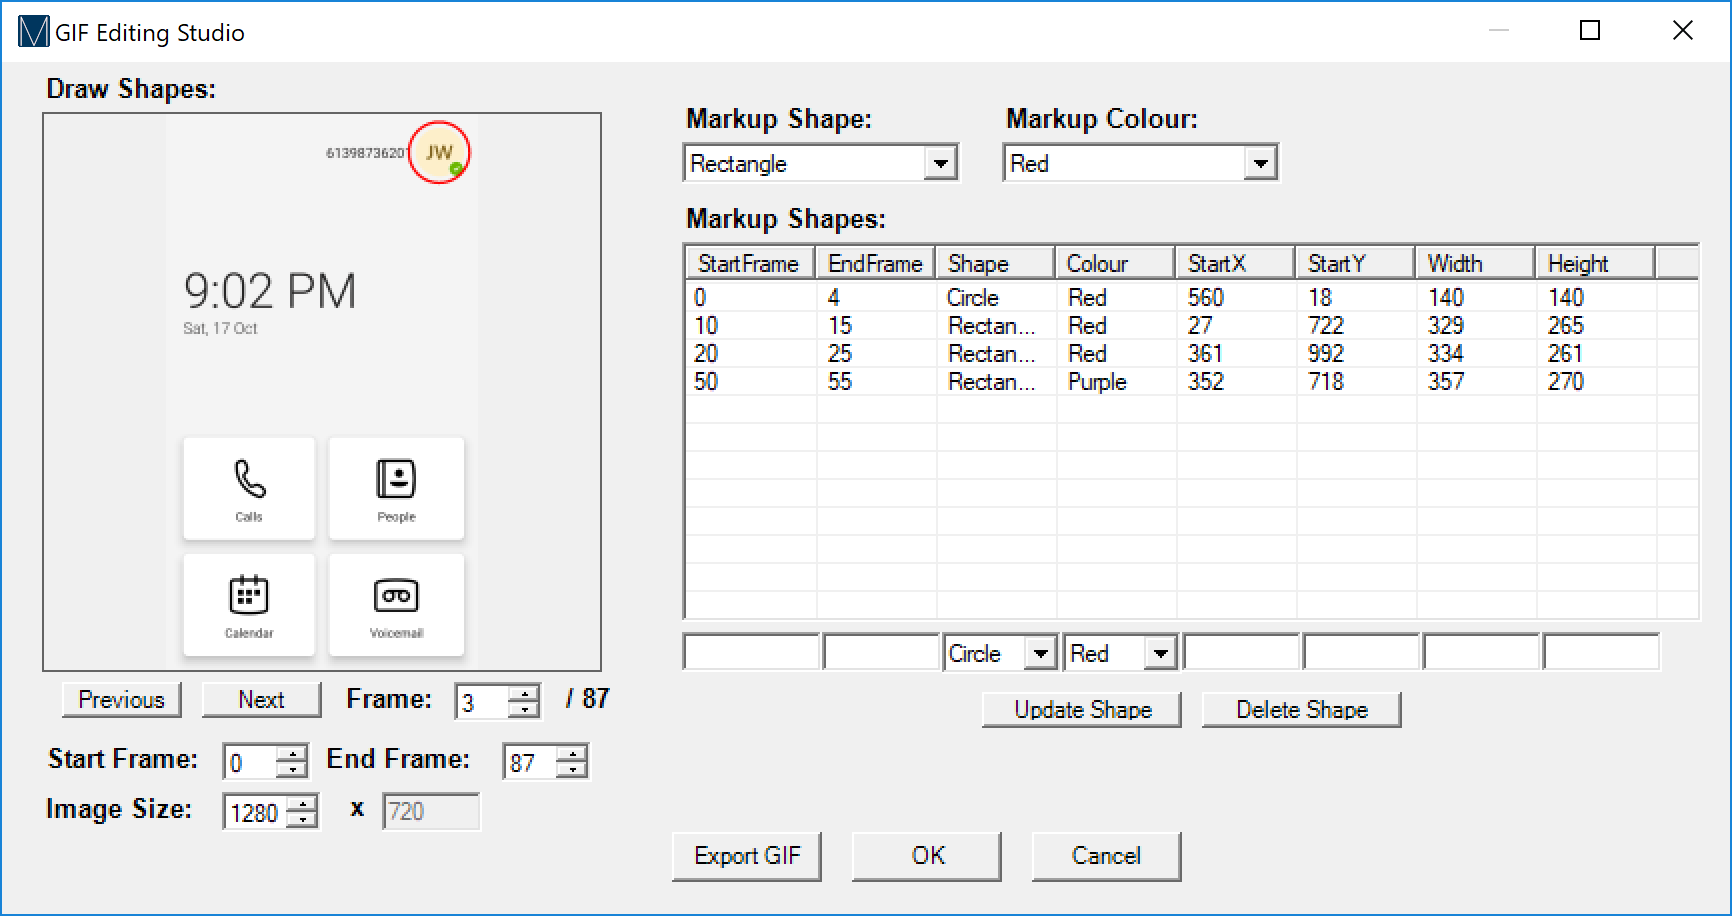 GIF Editing Studio
Draw Shapes:
61398736207
JW
9:02 PM
Sat, 17 Oct
Calls
People
Calendar
Voicemail
Previous
Next
Frame:
3
/ 87
Start Frame:
0
End Frame:
87
Image Size:
1280
x
720
Markup Shape:
Rectangle
Markup Colour:
Red
Markup Shapes:
StartFrame EndFrame Shape Colour StartX StartY Width Height
0 4 Circle Red 560 18 140 140
10 15 Rectan... Red 27 722 329 265
20 25 Rectan... Red 361 992 334 261
50 55 Rectan... Purple 352 718 357 270
Circle
Red
Update Shape
Delete Shape
Export GIF
OK
Cancel